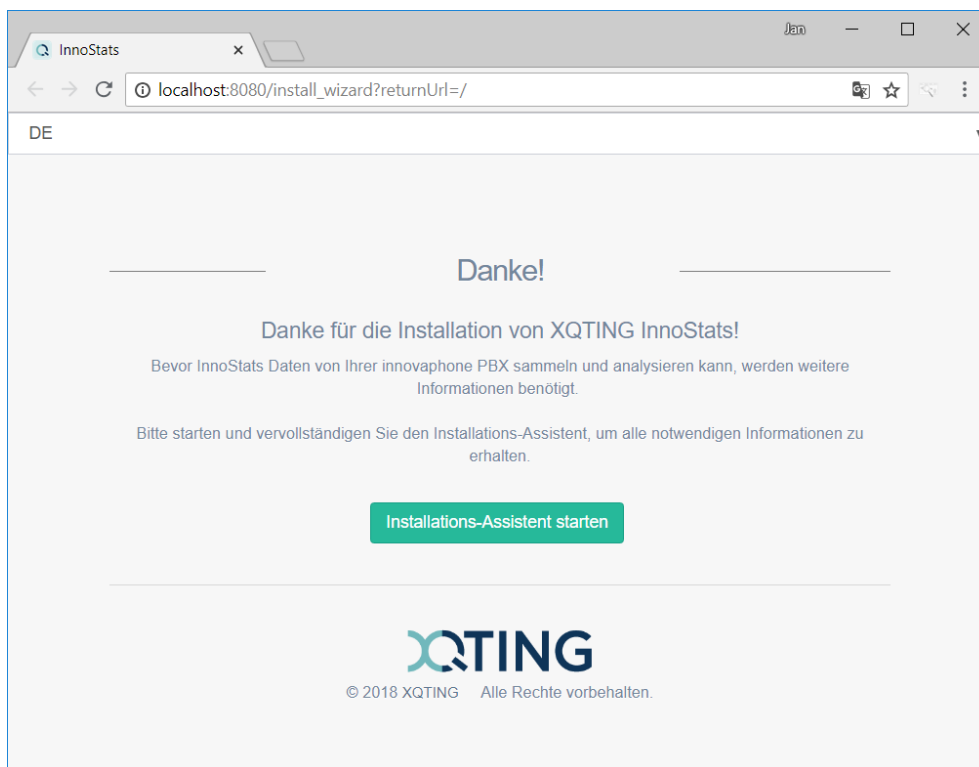 Jan
InnoStats
localhost:8080/install_wizard?returnUrl=/
DE
Danke!
Danke für die Installation von XQTING InnoStats!
Bevor InnoStats Daten von Ihrer innovaphone PBX sammeln und analysieren kann, werden weitere
Informationen benötigt.
Bitte starten und vervollständigen Sie den Installations-Assistent, um alle notwendigen Informationen zu
erhalten.
Installations-Assistent starten
XQTING
© 2018 XQTING Alle Rechte vorbehalten.